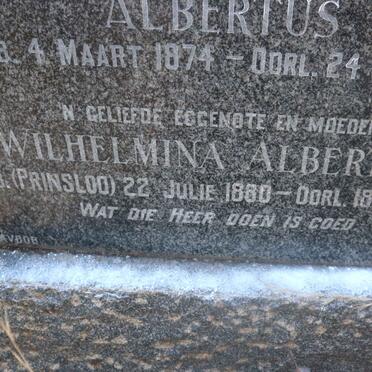 ALBERTUS
B. 4 MAART 1874 – OORL. 24
'N GELIEFDE EGGENOTE EN MOEDER
WILHELMINA ALBER
(PRINSLOO) 22 JULIE 1880 – OORL. 18
WAT DIE HEER DOEN IS GOED